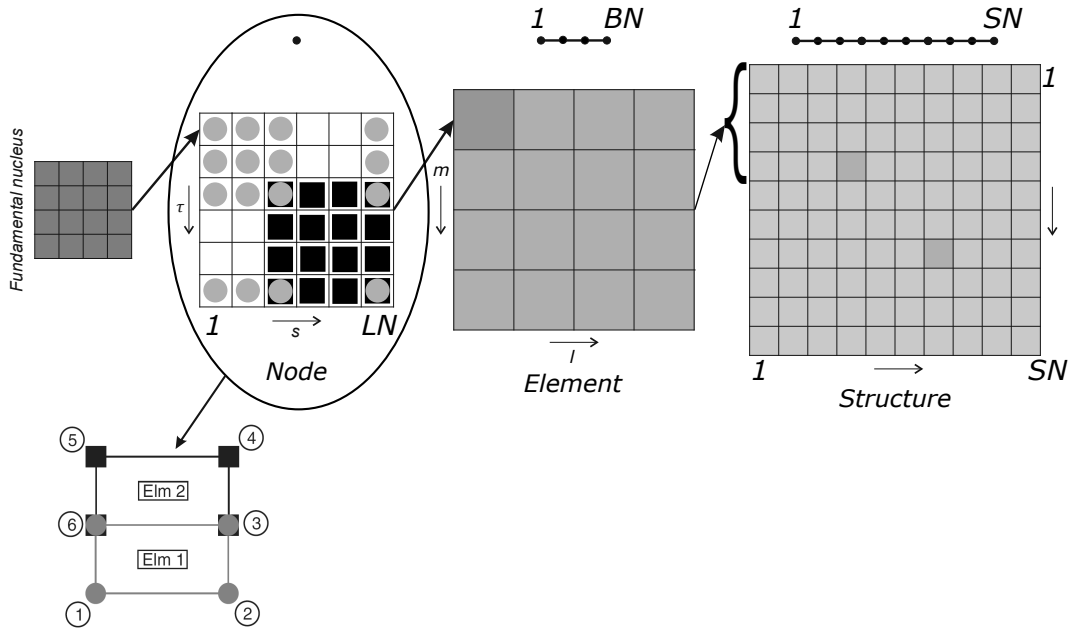 Fundamental nucleus
τ
1
s
LN
Node
1
BN
m
l
Element
1
SN
1
1
SN
Structure
5
4
Elm 2
6
3
Elm 1
1
2